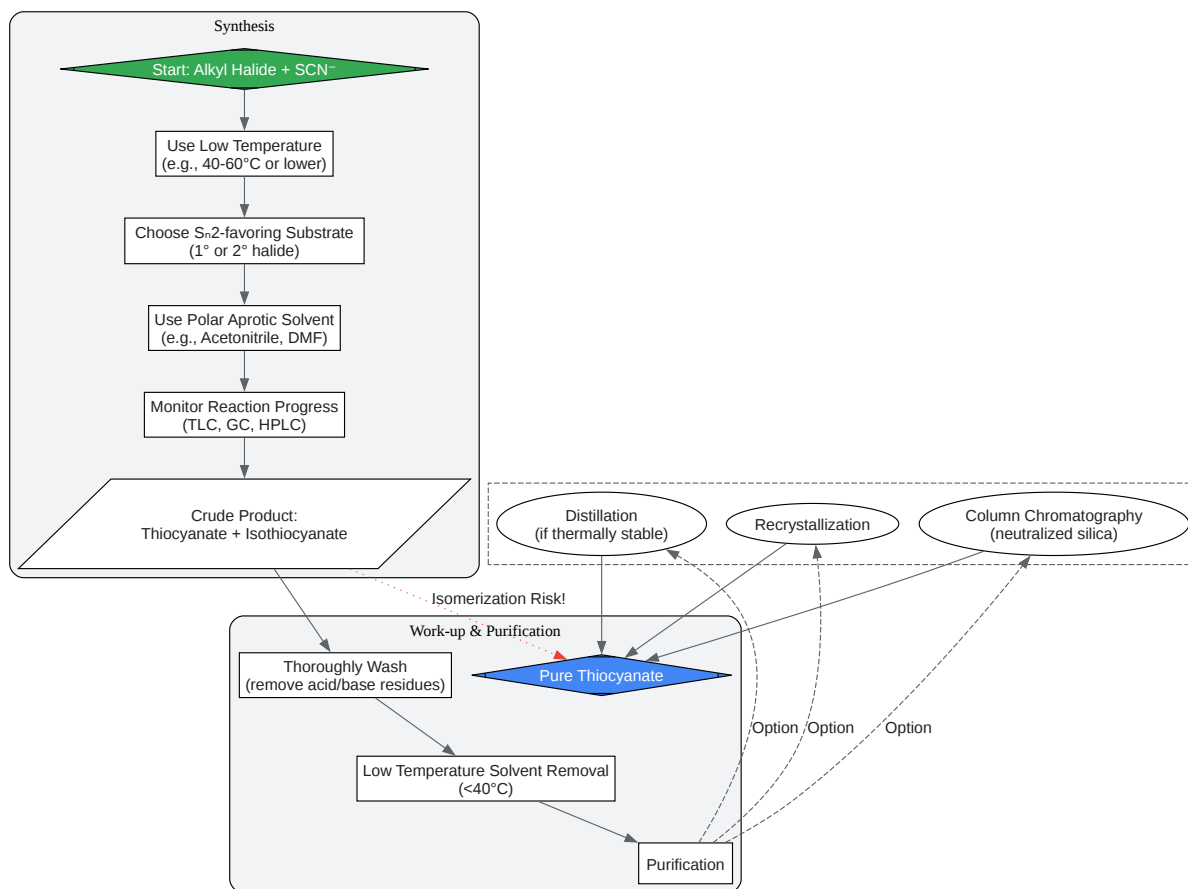 Synthesis
Start: Alkyl Halide + SCN⁻
Use Low Temperature
(e.g., 40-60°C or lower)
Choose Sₙ2-favoring Substrate
(1° or 2° halide)
Use Polar Aprotic Solvent
(e.g., Acetonitrile, DMF)
Monitor Reaction Progress
(TLC, GC, HPLC)
Crude Product:
Thiocyanate + Isothiocyanate
Distillation
(if thermally stable)
Recrystallization
Column Chromatography
(neutralized silica)
Isomerization Risk!
Work-up & Purification
Thoroughly Wash
(remove acid/base residues)
Pure Thiocyanate
Option
Option
Option
Low Temperature Solvent Removal
(<40°C)
Purification